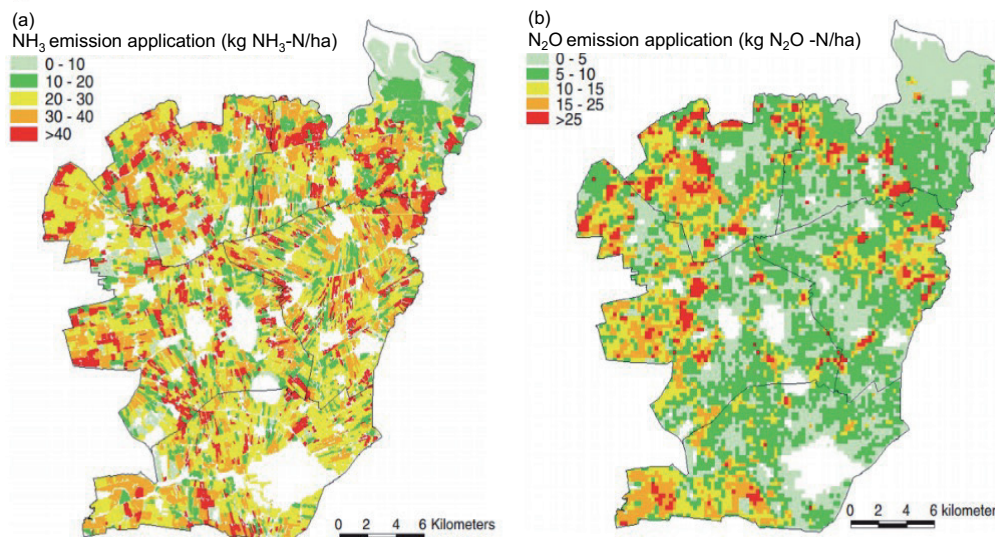 (a)
NH₃ emission application (kg NH₃-N/ha)
0 - 10
10 - 20
20 - 30
30 - 40
>40
0 2 4 6 Kilometers
(b)
N₂O emission application (kg N₂O -N/ha)
0 - 5
5 - 10
10 - 15
15 - 25
>25
0 2 4 6 kilometer